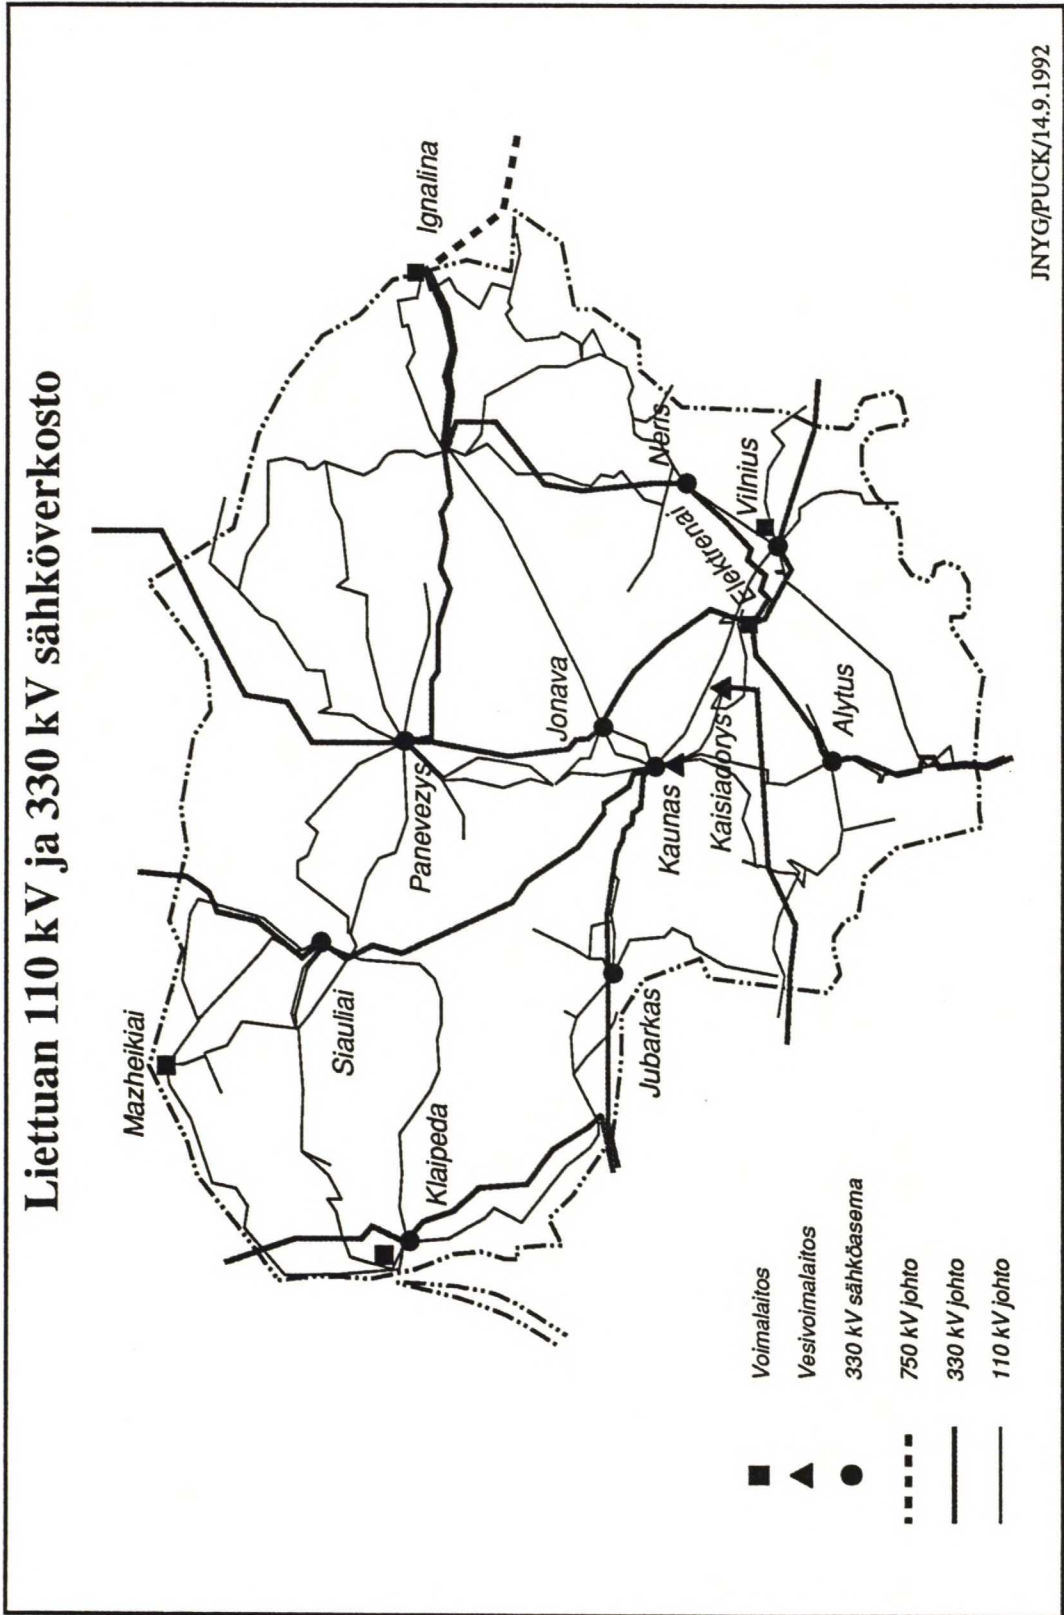 Liettuan 110 kV ja 330 kV sähköverkosto
Mazheikiai
Ignalina
Siauliai
Panevezys
Klaipeda
Jonava
Neris
Elektrenai
Vilnius
Jubarkas
Kaunas
Kaisiadorys
Alytus
Voimalaitos
Vesivoimalaitos
330 kV sähköasema
750 kV johto
330 kV johto
110 kV johto
JNYG/PUCK/14.9.1992